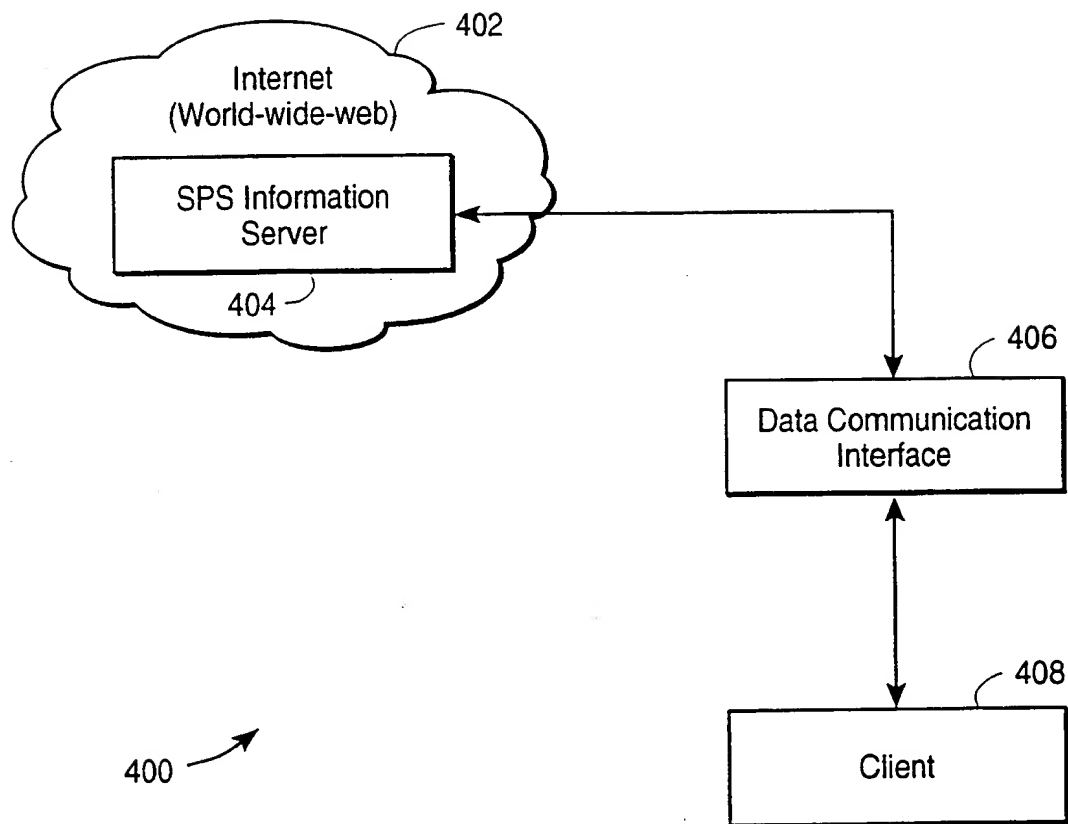 402
Internet
(World-wide-web)
SPS Information
Server
404
406
Data Communication
Interface
408
Client
400